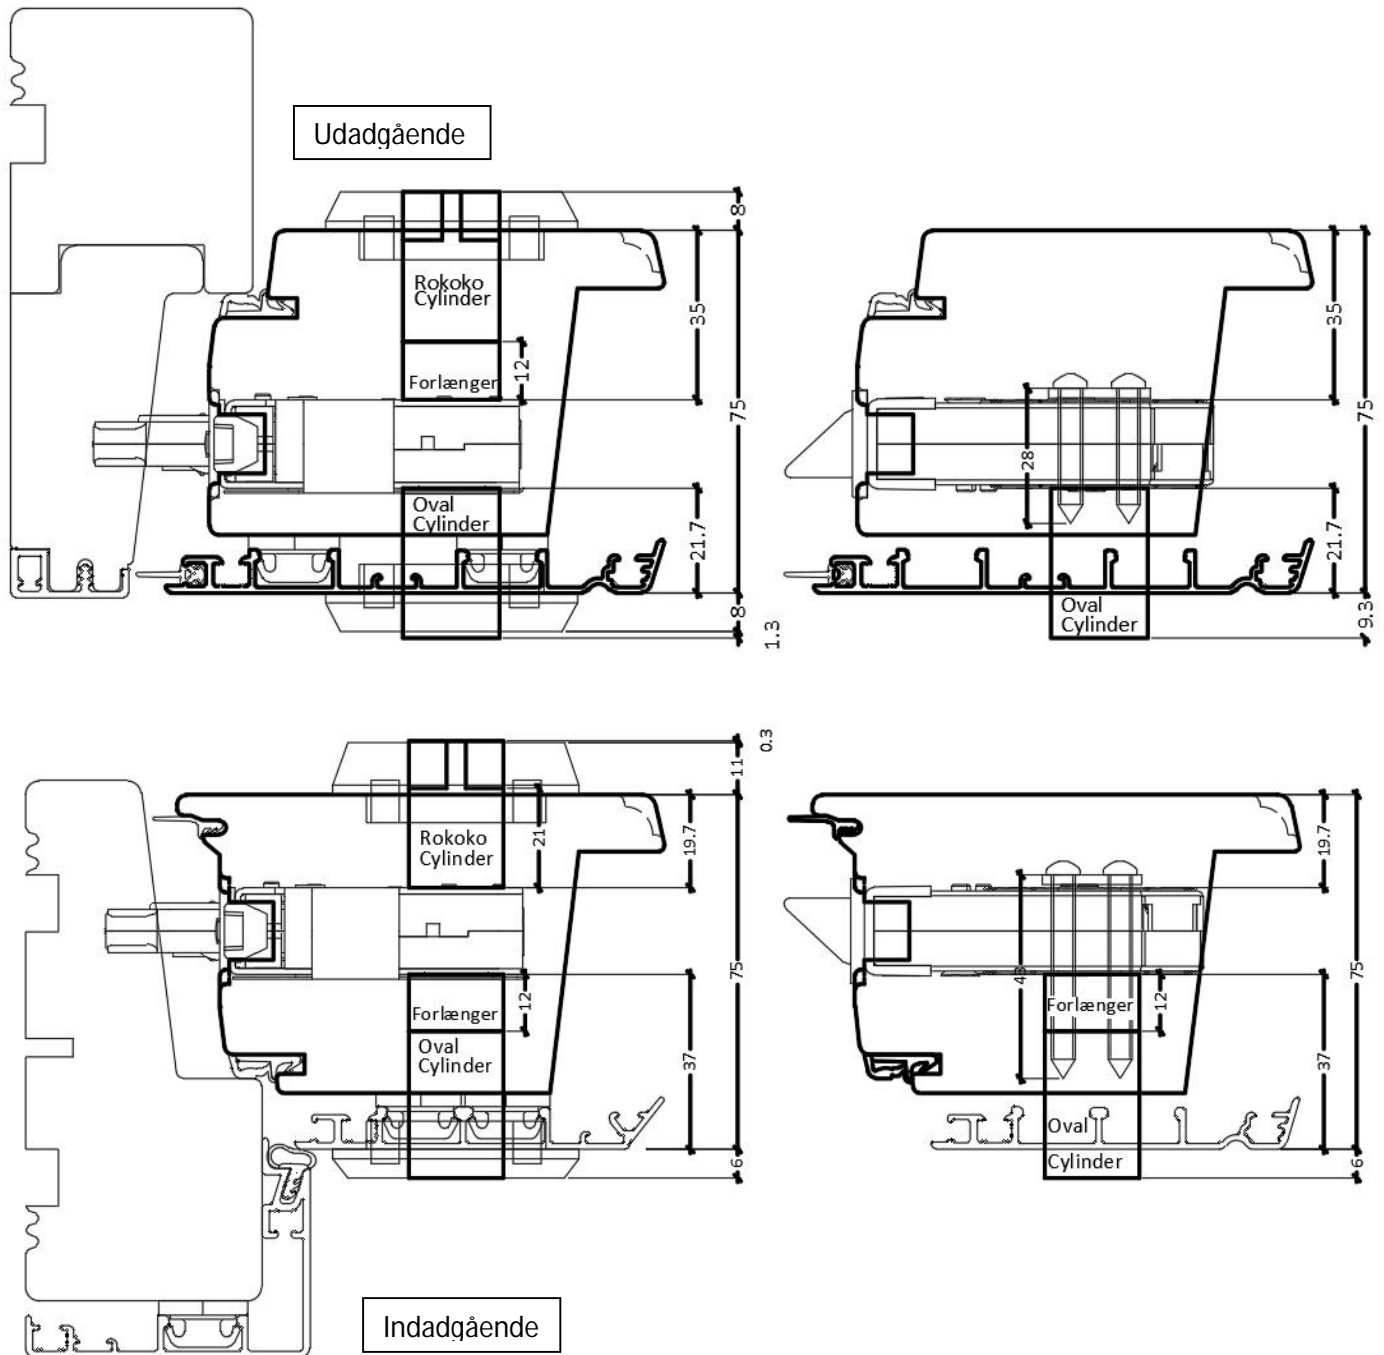 Udadgående
8
35
75
Rokoko
Cylinder
12
Forlænger
Oval
Cylinder
21.7
8
1.3
35
75
28
21.7
Oval
Cylinder
9.3
0.3
11
21
19.7
Rokoko
Cylinder
75
12
Forlænger
Oval
Cylinder
37
6
19.7
75
43
Forlænger
12
37
Oval
Cylinder
6
Indadgående